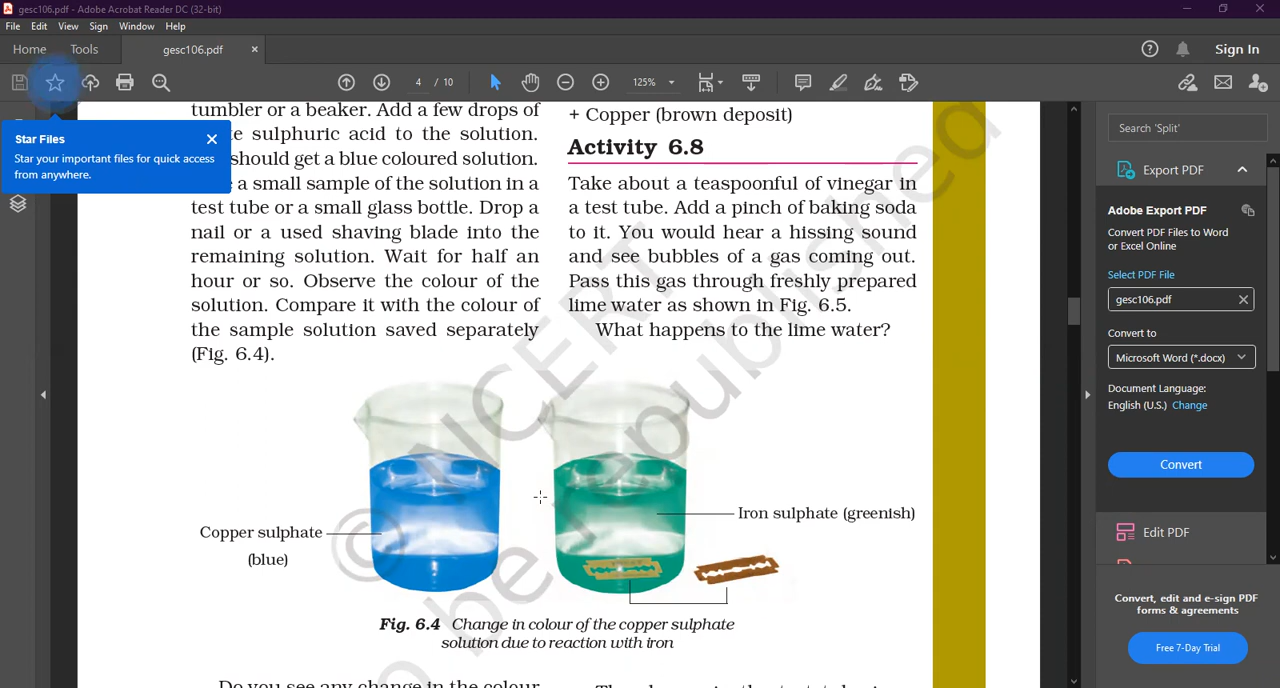 gesc106.pdf - Adobe Acrobat Reader DC (32-bit)
File Edit View Sign Window Help
Home Tools gesc106.pdf × Sign In
4 / 10 125%
Star Files
Star your important files for quick access
from anywhere.
tumbler or a beaker. Add a few drops of
sulphuric acid to the solution.
should get a blue coloured solution.
a small sample of the solution in a
test tube or a small glass bottle. Drop a
nail or a used shaving blade into the
remaining solution. Wait for half an
hour or so. Observe the colour of the
solution. Compare it with the colour of
the sample solution saved separately
(Fig. 6.4).
+ Copper (brown deposit)
Activity 6.8
Take about a teaspoonful of vinegar in
a test tube. Add a pinch of baking soda
to it. You would hear a hissing sound
and see bubbles of a gas coming out.
Pass this gas through freshly prepared
lime water as shown in Fig. 6.5.
What happens to the lime water?
Copper sulphate
(blue)
Iron sulphate (greenish)
Fig. 6.4 Change in colour of the copper sulphate
solution due to reaction with iron
Do you see any change in the colour
© NCERT
be republished
Search 'Split'
Export PDF
Adobe Export PDF
Convert PDF Files to Word
or Excel Online
Select PDF File
gesc106.pdf
Convert to
Microsoft Word (*.docx)
Document Language:
English (U.S.) Change
Convert
Edit PDF
Convert, edit and e-sign PDF
forms & agreements
Free 7-Day Trial